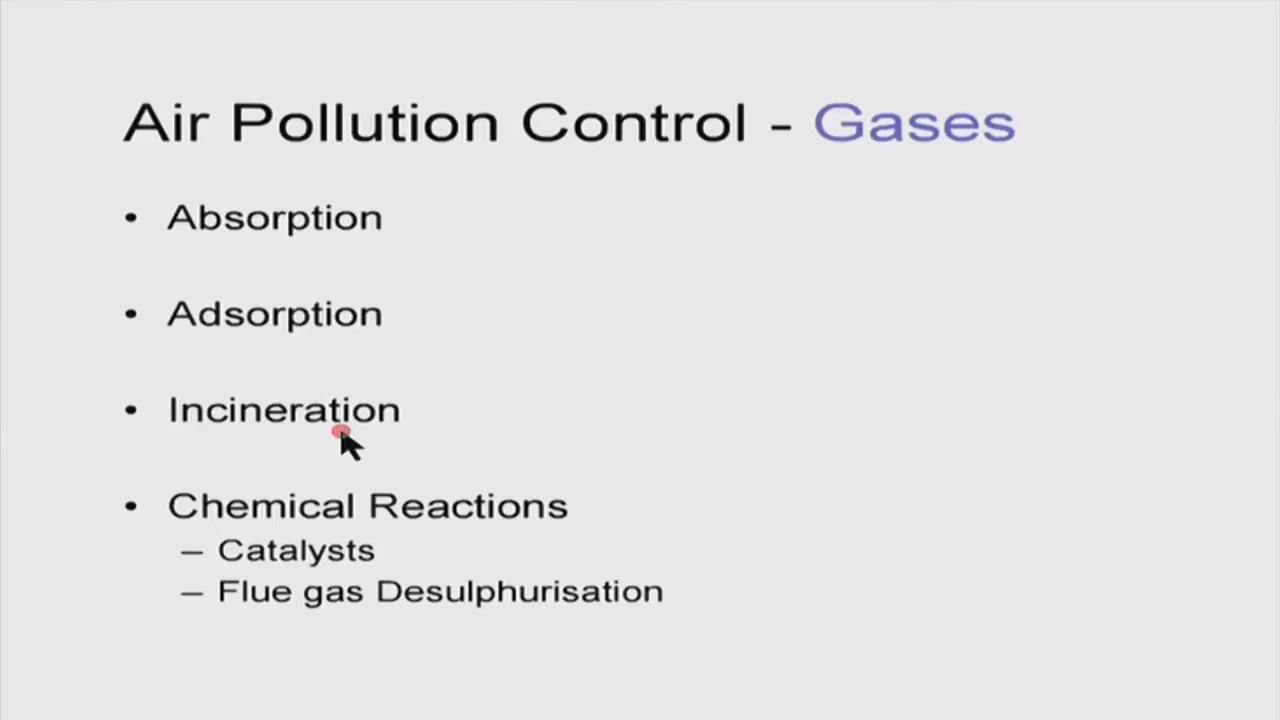 Air Pollution Control - Gases
• Absorption
• Adsorption
• Incineration
• Chemical Reactions
– Catalysts
– Flue gas Desulphurisation